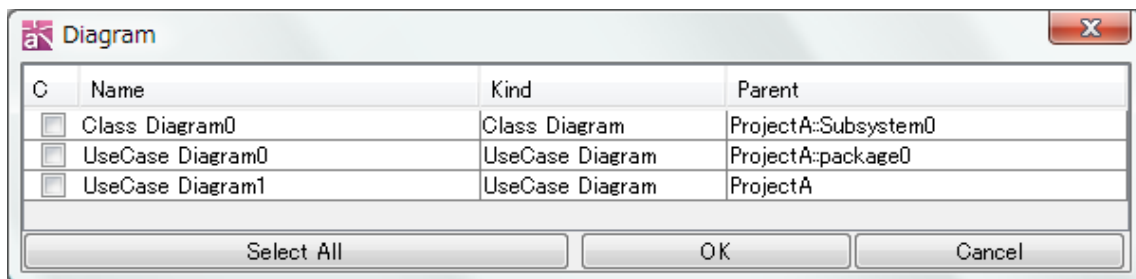 Diagram
C Name Kind Parent
Class Diagram0 Class Diagram ProjectA::Subsystem0
UseCase Diagram0 UseCase Diagram ProjectA::package0
UseCase Diagram1 UseCase Diagram ProjectA
Select All OK Cancel